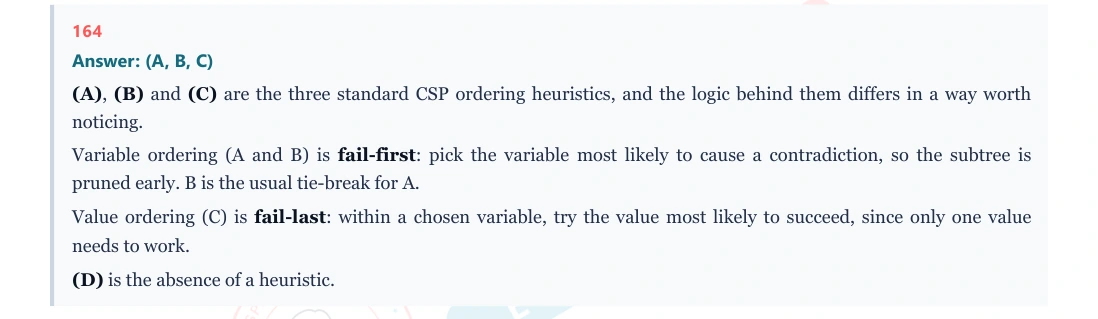 164
Answer: (A, B, C)
(A), (B) and (C) are the three standard CSP ordering heuristics, and the logic behind them differs in a way worth
noticing.
Variable ordering (A and B) is fail-first: pick the variable most likely to cause a contradiction, so the subtree is
pruned early. B is the usual tie-break for A.
Value ordering (C) is fail-last: within a chosen variable, try the value most likely to succeed, since only one value
needs to work.
(D) is the absence of a heuristic.